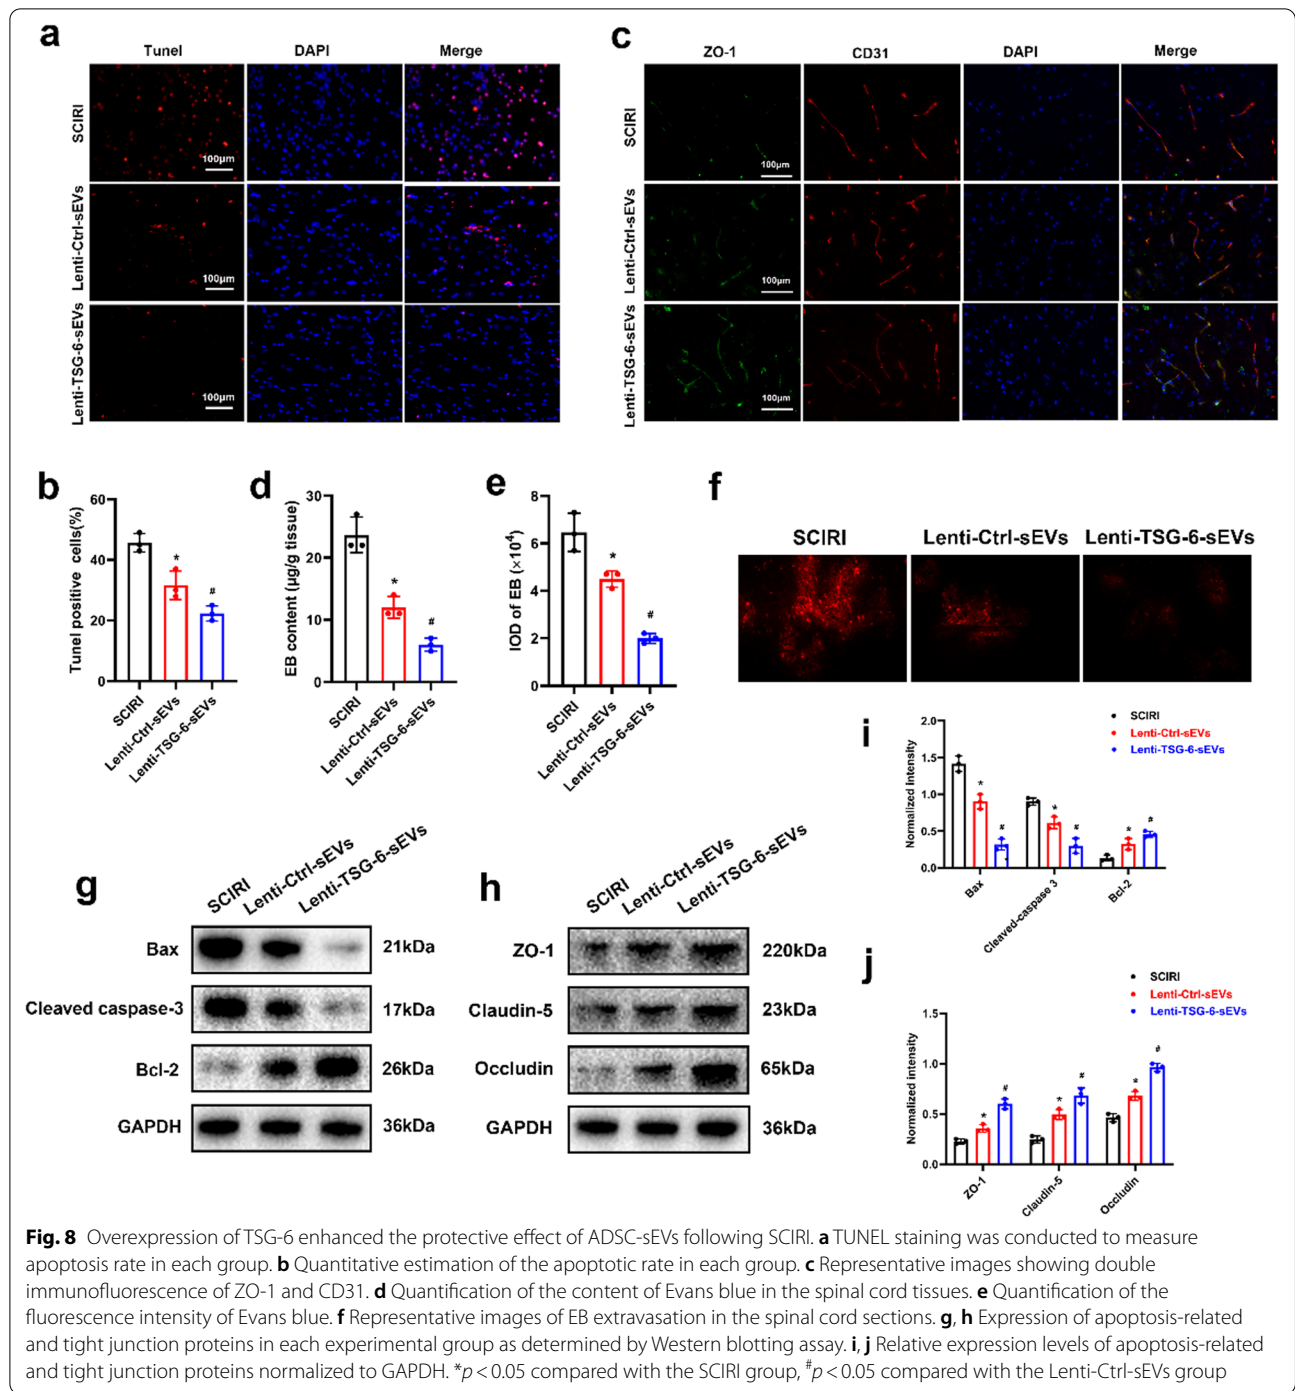 a
Tunel DAPI Merge
SCIRI
100μm
Lenti-Ctrl-sEVs
100μm
Lenti-TSG-6-sEVs
100μm
c
ZO-1 CD31 DAPI Merge
SCIRI
100μm
Lenti-Ctrl-sEVs
100μm
Lenti-TSG-6-sEVs
100μm
b
Tunel positive cells(%)
60
40
20
0
*
#
SCIRI
Lenti-Ctrl-sEVs
Lenti-TSG-6-sEVs
d
EB content (μg/g tissue)
30
20
10
0
*
#
SCIRI
Lenti-Ctrl-sEVs
Lenti-TSG-6-sEVs
e
IOD of EB (×10⁴)
8
6
4
2
0
*
#
SCIRI
Lenti-Ctrl-sEVs
Lenti-TSG-6-sEVs
f
SCIRI Lenti-Ctrl-sEVs Lenti-TSG-6-sEVs
g
SCIRI
Lenti-Ctrl-sEVs
Lenti-TSG-6-sEVs
Bax 21kDa
Cleaved caspase-3 17kDa
Bcl-2 26kDa
GAPDH 36kDa
h
SCIRI
Lenti-Ctrl-sEVs
Lenti-TSG-6-sEVs
ZO-1 220kDa
Claudin-5 23kDa
Occludin 65kDa
GAPDH 36kDa
i
SCIRI
Lenti-Ctrl-sEVs
Lenti-TSG-6-sEVs
Normalized intensity
2.0
1.5
1.0
0.5
0.0
* # * # * #
Bax
Cleaved-caspase 3
Bcl-2
j
SCIRI
Lenti-Ctrl-sEVs
Lenti-TSG-6-sEVs
Normalized intensity
1.5
1.0
0.5
0.0
* # * # * #
ZO-1
Claudin-5
Occludin
Fig. 8 Overexpression of TSG-6 enhanced the protective effect of ADSC-sEVs following SCIRI. a TUNEL staining was conducted to measure
apoptosis rate in each group. b Quantitative estimation of the apoptotic rate in each group. c Representative images showing double
immunofluorescence of ZO-1 and CD31. d Quantification of the content of Evans blue in the spinal cord tissues. e Quantification of the
fluorescence intensity of Evans blue. f Representative images of EB extravasation in the spinal cord sections. g, h Expression of apoptosis-related
and tight junction proteins in each experimental group as determined by Western blotting assay. i, j Relative expression levels of apoptosis-related
and tight junction proteins normalized to GAPDH. *p < 0.05 compared with the SCIRI group, #p < 0.05 compared with the Lenti-Ctrl-sEVs group